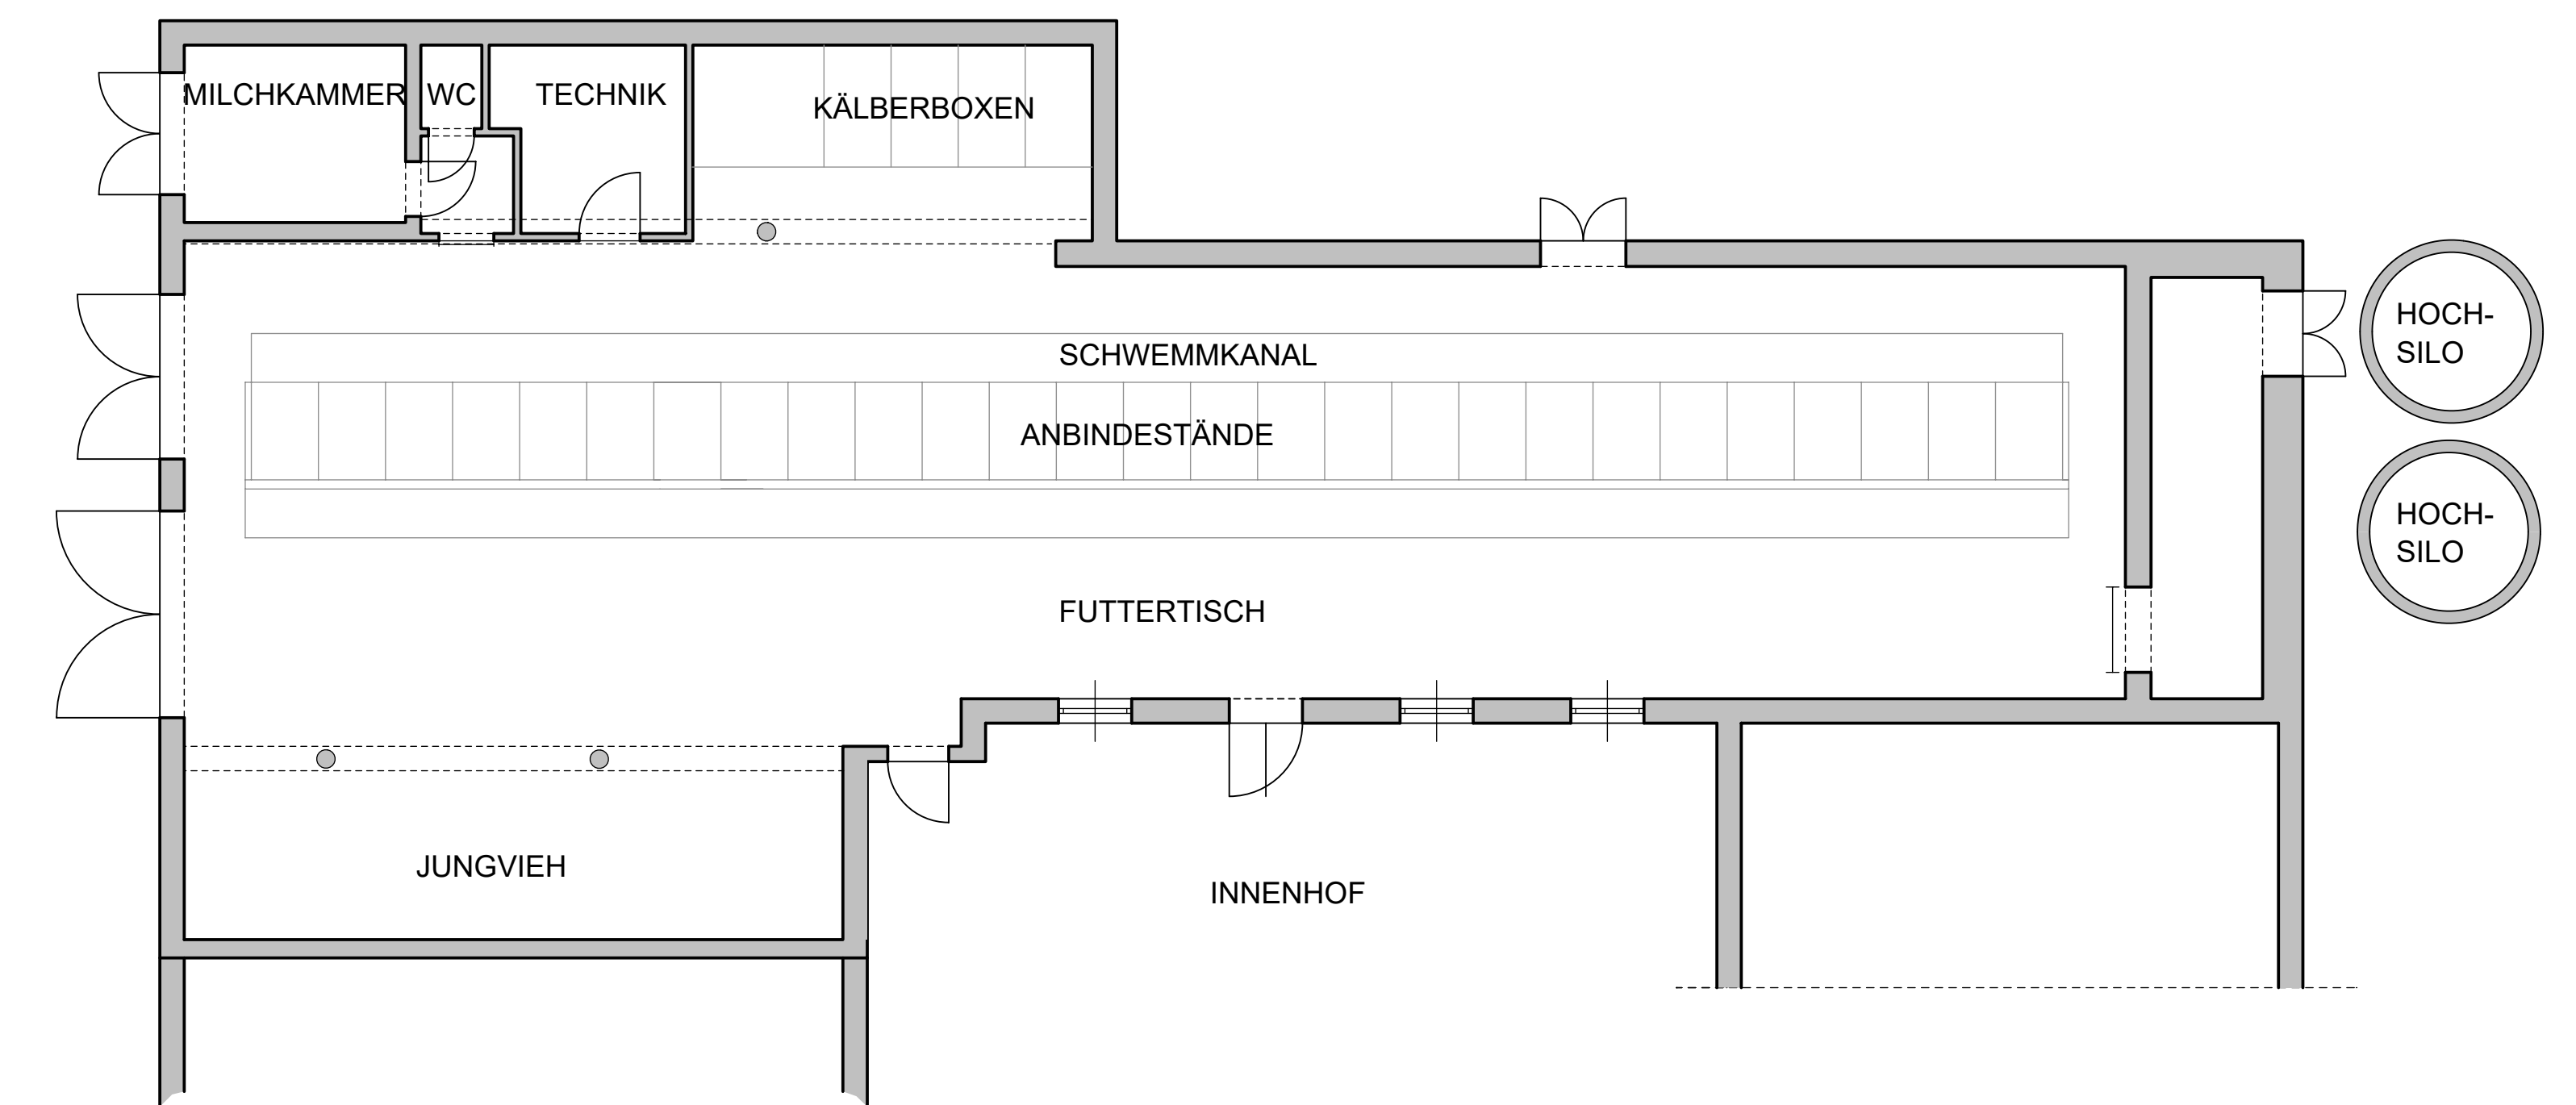 MILCHKAMMER
WC
TECHNIK
KÄLBERBOXEN
HOCH-
SILO
SCHWEMMKANAL
ANBINDESTÄNDE
HOCH-
SILO
FUTTERTISCH
JUNGVIEH
INNENHOF